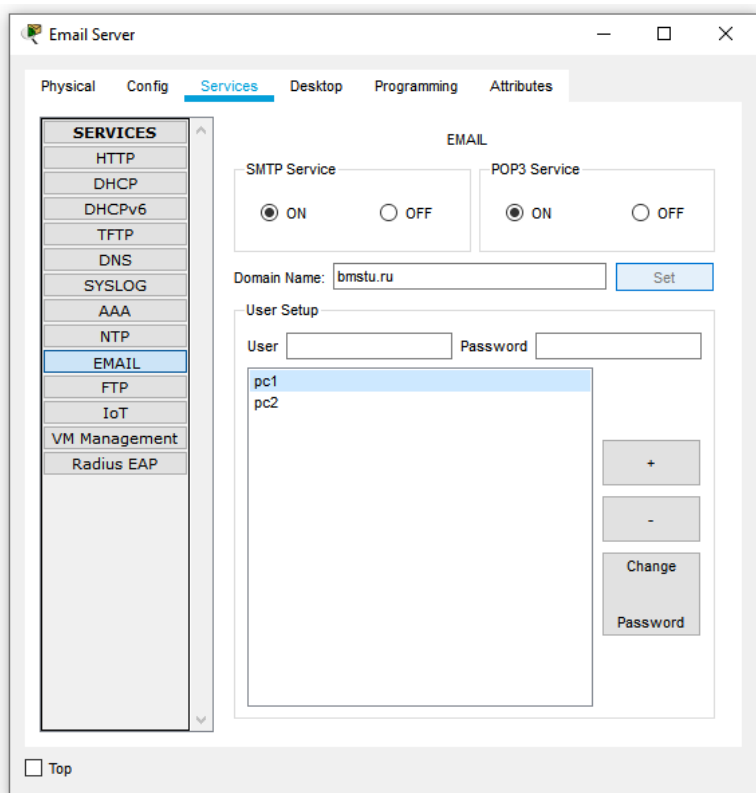 Email Server
Physical Config Services Desktop Programming Attributes
SERVICES
HTTP
DHCP
DHCPv6
TFTP
DNS
SYSLOG
AAA
NTP
EMAIL
FTP
IoT
VM Management
Radius EAP
EMAIL
SMTP Service
ON OFF
POP3 Service
ON OFF
Domain Name: bmstu.ru Set
User Setup
User Password
pc1
pc2
+
-
Change
Password
Top